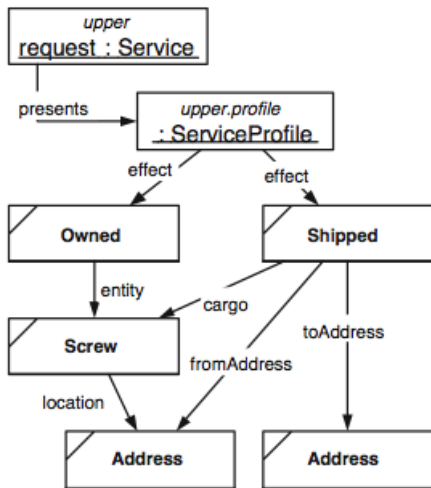 upper
request : Service
presents
upper.profile
: ServiceProfile
effect
effect
Owned
Shipped
entity
cargo
toAddress
Screw
fromAddress
location
Address
Address